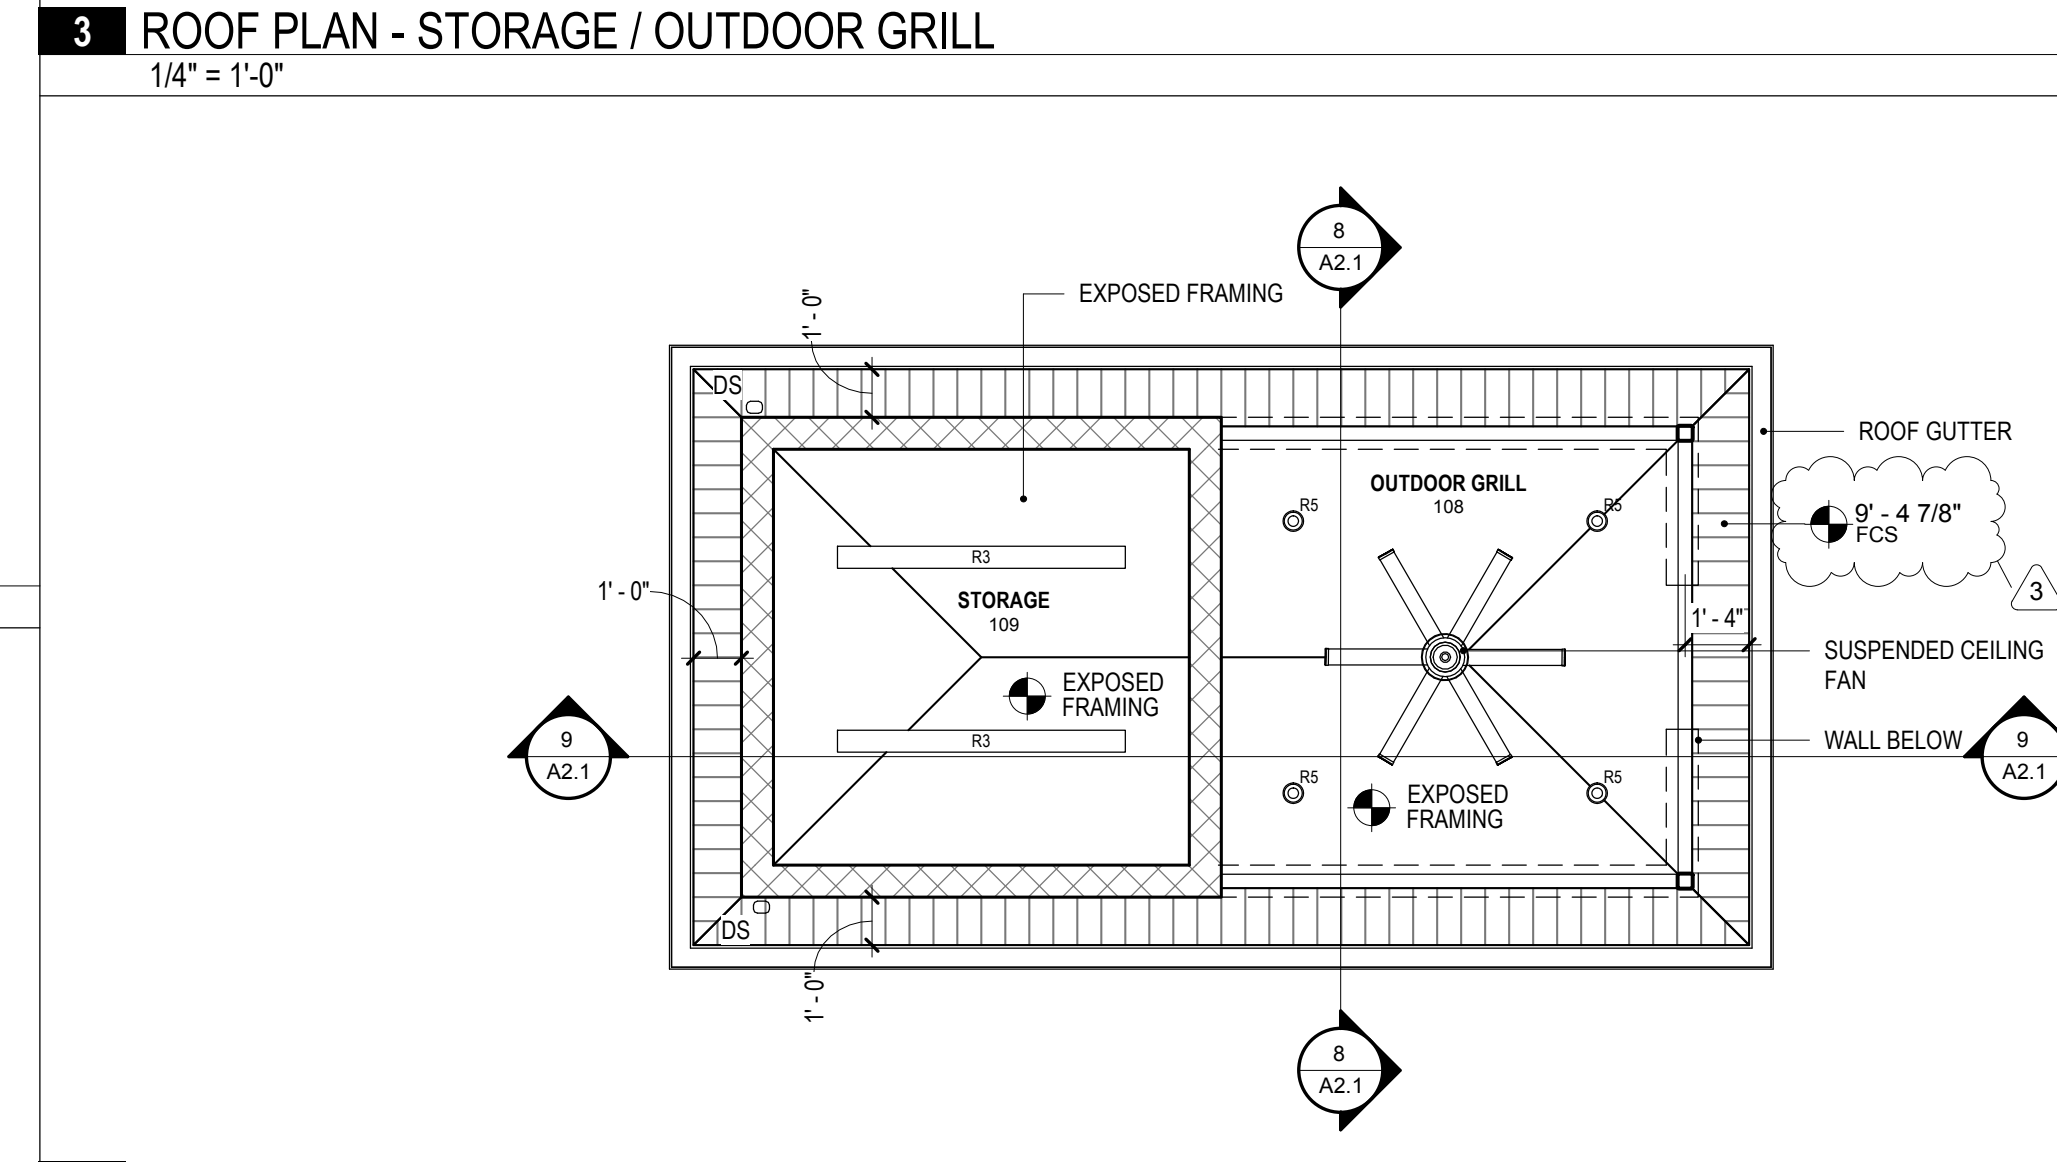 3 ROOF PLAN - STORAGE / OUTDOOR GRILL
1/4" = 1'-0"
8
A2.1
EXPOSED FRAMING
1' - 0"
DS
ROOF GUTTER
OUTDOOR GRILL
108
R5
R5
9' - 4 7/8"
FCS
3
R3
1' - 0"
STORAGE
109
1' - 4"
SUSPENDED CEILING
FAN
EXPOSED
FRAMING
R3
WALL BELOW
9
A2.1
9
A2.1
R5
R5
EXPOSED
FRAMING
DS
1' - 0"
8
A2.1